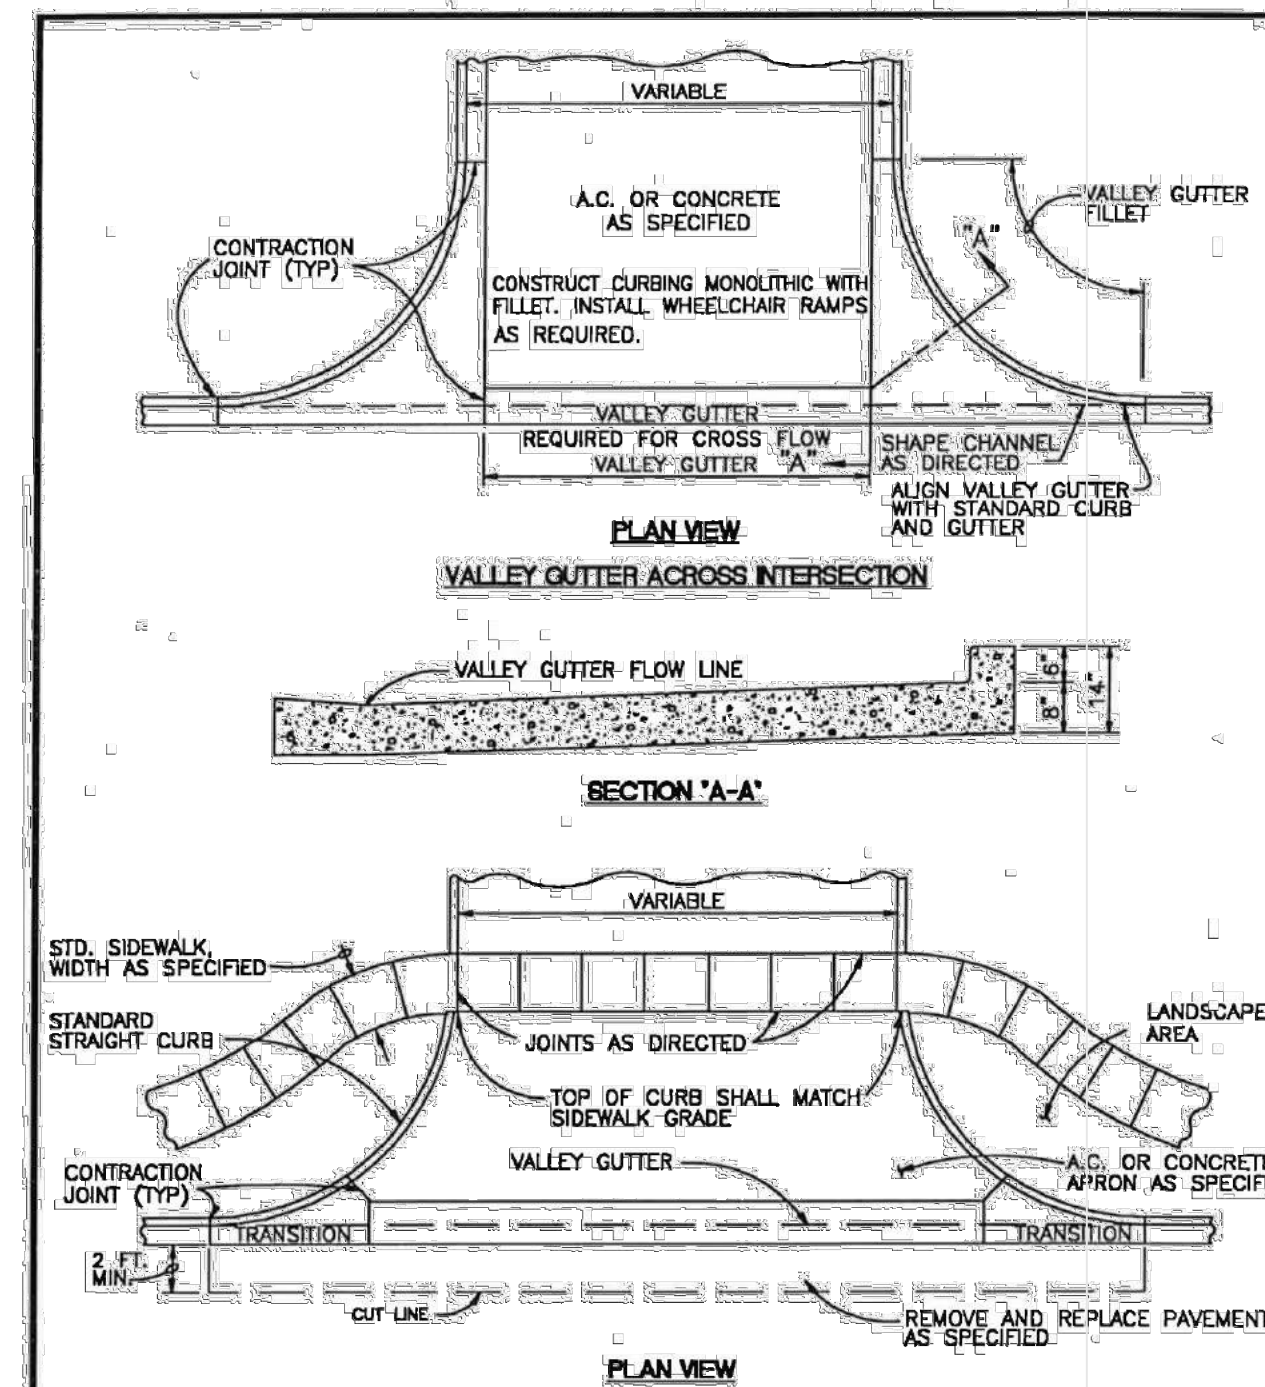 VARIABLE
A.C. OR CONCRETE
AS SPECIFIED
VALLEY GUTTER
FILLET
"A"
CONTRACTION
JOINT (TYP)
CONSTRUCT CURBING MONOLITHIC WITH
FILLET. INSTALL WHEELCHAIR RAMPS
AS REQUIRED.
VALLEY GUTTER
REQUIRED FOR CROSS FLOW
VALLEY GUTTER "A"
SHAPE CHANNEL
AS DIRECTED
ALIGN VALLEY GUTTER
WITH STANDARD CURB
AND GUTTER
PLAN VIEW
VALLEY GUTTER ACROSS INTERSECTION
VALLEY GUTTER FLOW LINE
6"
8"
14"
SECTION "A-A"
VARIABLE
STD. SIDEWALK,
WIDTH AS SPECIFIED
STANDARD
STRAIGHT CURB
JOINTS AS DIRECTED
LANDSCAPE
AREA
TOP OF CURB SHALL MATCH
SIDEWALK GRADE
VALLEY GUTTER
CONTRACTION
JOINT (TYP)
A.C. OR CONCRETE
APRON AS SPECIFI
TRANSITION
TRANSITION
2 FT.
MIN.
CUT LINE
REMOVE AND REPLACE PAVEMENT
AS SPECIFIED
PLAN VIEW